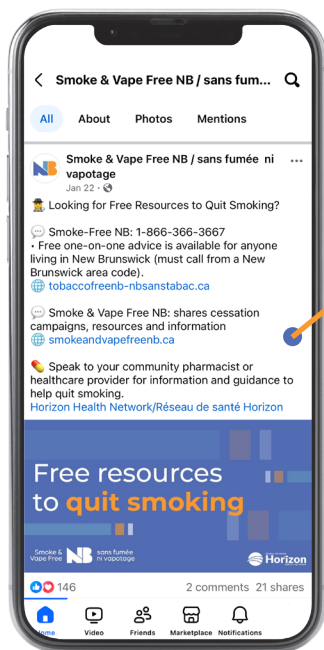 Smoke & Vape Free NB / sans fum...
All About Photos Mentions
NB Smoke & Vape Free NB / sans fumée ni ...
vapotage
Jan 22 ·
Looking for Free Resources to Quit Smoking?
Smoke-Free NB: 1-866-366-3667
• Free one-on-one advice is available for anyone
living in New Brunswick (must call from a New
Brunswick area code).
tobaccofreenb-nbsanstabac.ca
Smoke & Vape Free NB: shares cessation
campaigns, resources and information
smokeandvapefreenb.ca
Speak to your community pharmacist or
healthcare provider for information and guidance to
help quit smoking.
Horizon Health Network/Réseau de santé Horizon
Free resources
to quit smoking
Smoke & Vape Free NB sans fumée ni vapotage
Horizon
146 2 comments 21 shares
Home Video Friends Marketplace Notifications